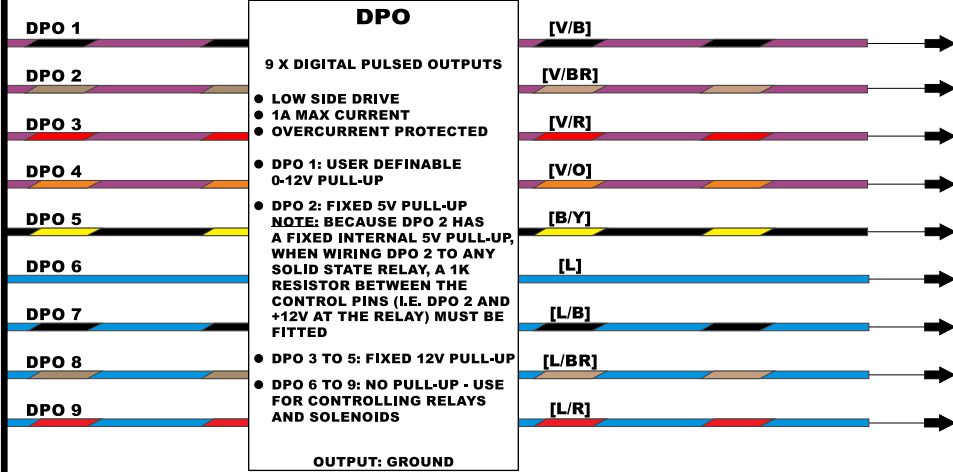 DPO
DPO 1
[V/B]
DPO 2
[V/BR]
DPO 3
[V/R]
DPO 4
[V/O]
DPO 5
[B/Y]
DPO 6
[L]
DPO 7
[L/B]
DPO 8
[L/BR]
DPO 9
[L/R]
9 X DIGITAL PULSED OUTPUTS
● LOW SIDE DRIVE
● 1A MAX CURRENT
● OVERCURRENT PROTECTED
● DPO 1: USER DEFINABLE
0-12V PULL-UP
● DPO 2: FIXED 5V PULL-UP
NOTE: BECAUSE DPO 2 HAS
A FIXED INTERNAL 5V PULL-UP,
WHEN WIRING DPO 2 TO ANY
SOLID STATE RELAY, A 1K
RESISTOR BETWEEN THE
CONTROL PINS (I.E. DPO 2 AND
+12V AT THE RELAY) MUST BE
FITTED
● DPO 3 TO 5: FIXED 12V PULL-UP
● DPO 6 TO 9: NO PULL-UP - USE
FOR CONTROLLING RELAYS
AND SOLENOIDS
OUTPUT: GROUND